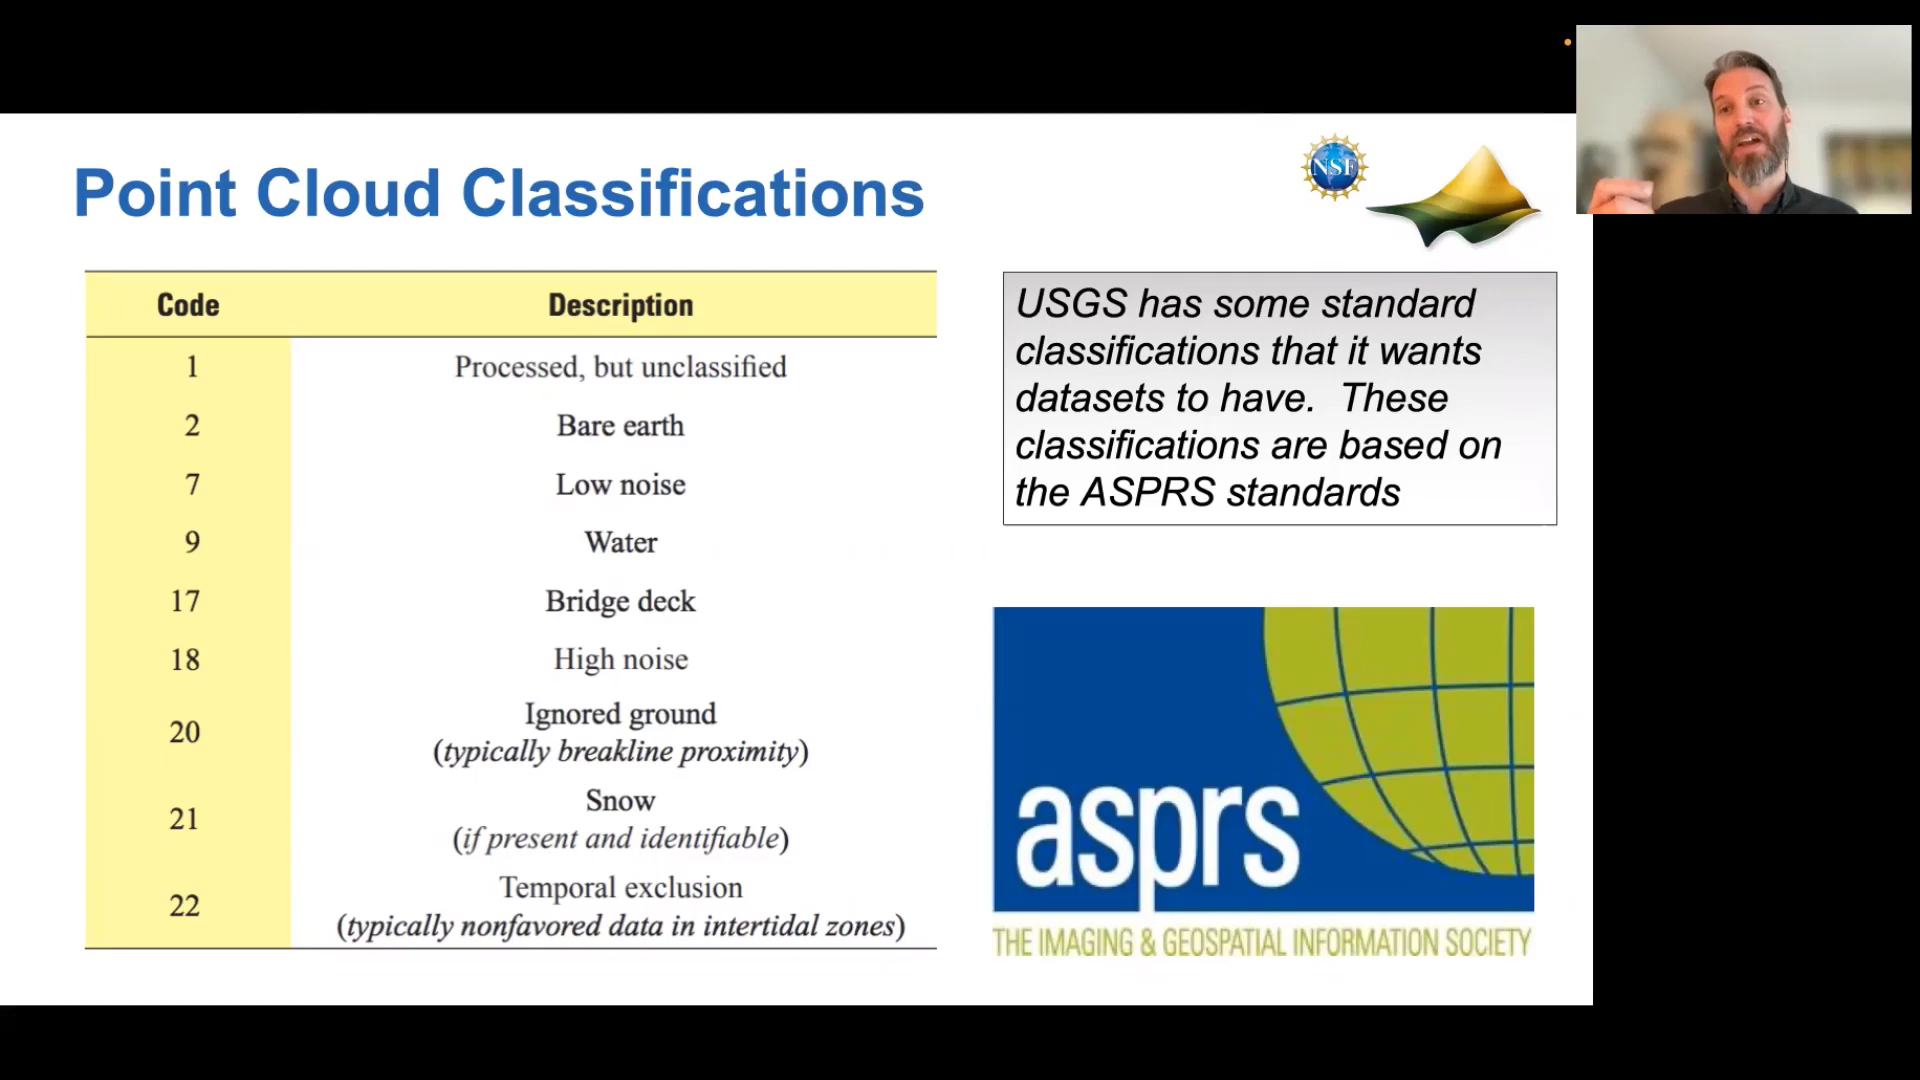 Point Cloud Classifications
NSF
Code Description
1 Processed, but unclassified
2 Bare earth
7 Low noise
9 Water
17 Bridge deck
18 High noise
20 Ignored ground
(typically breakline proximity)
21 Snow
(if present and identifiable)
22 Temporal exclusion
(typically nonfavored data in intertidal zones)
USGS has some standard
classifications that it wants
datasets to have. These
classifications are based on
the ASPRS standards
asprs
THE IMAGING & GEOSPATIAL INFORMATION SOCIETY